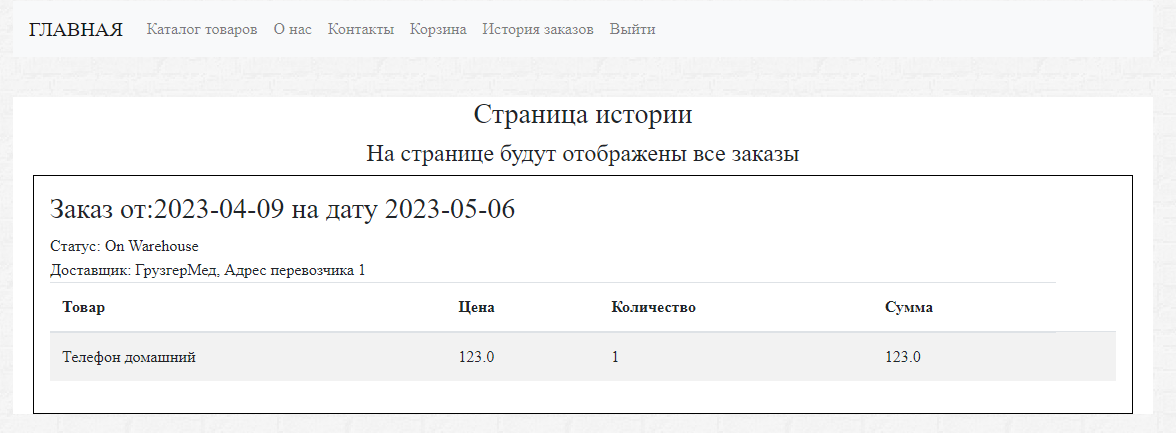 ГЛАВНАЯ Каталог товаров О нас Контакты Корзина История заказов Выйти
Страница истории
На странице будут отображены все заказы
Заказ от:2023-04-09 на дату 2023-05-06
Статус: On Warehouse
Доставщик: ГрузгерМед, Адрес перевозчика 1
Товар Цена Количество Сумма
Телефон домашний 123.0 1 123.0